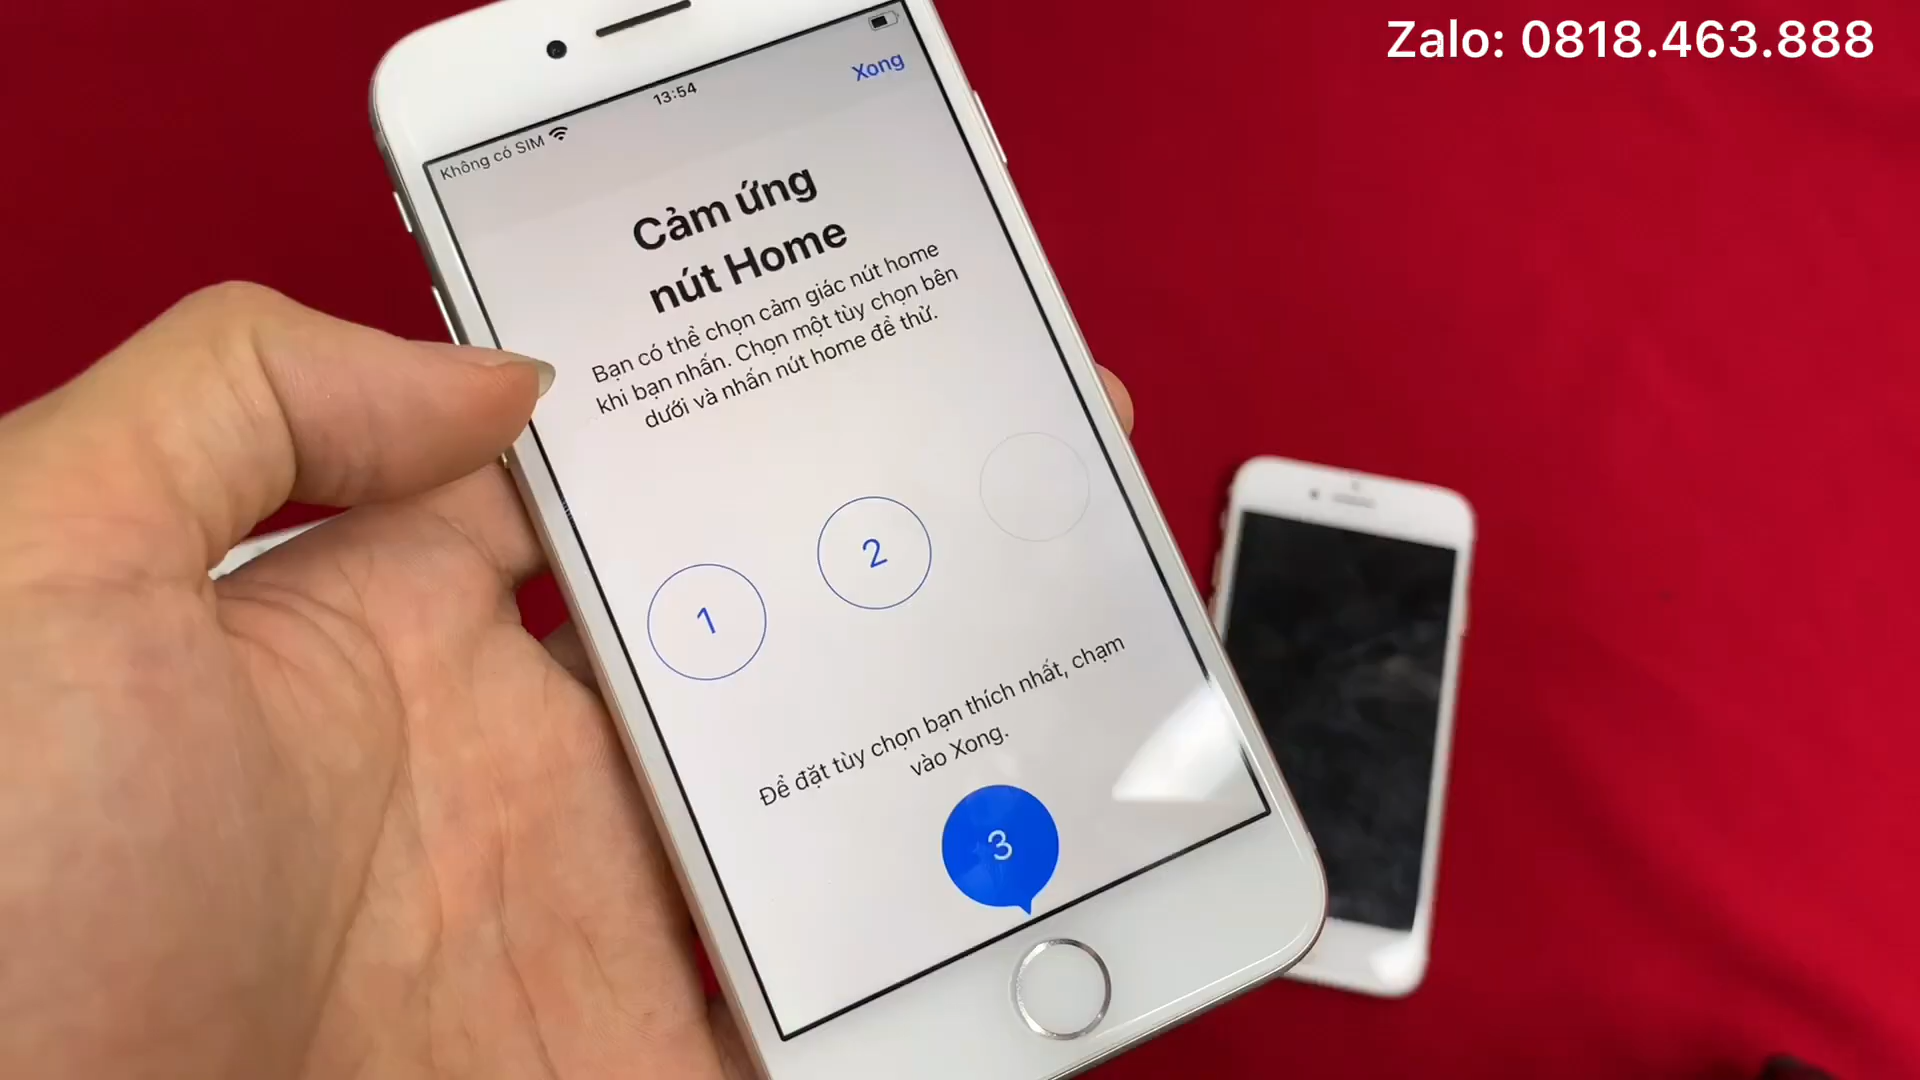 Zalo: 0818.463.888
Không có SIM
13:54
Xong
Cảm ứng
nút Home
Bạn có thể chọn cảm giác nút home
khi bạn nhấn. Chọn một tùy chọn bên
dưới và nhấn nút home để thử.
1
2
Để đặt tùy chọn bạn thích nhất, chạm
vào Xong.
3